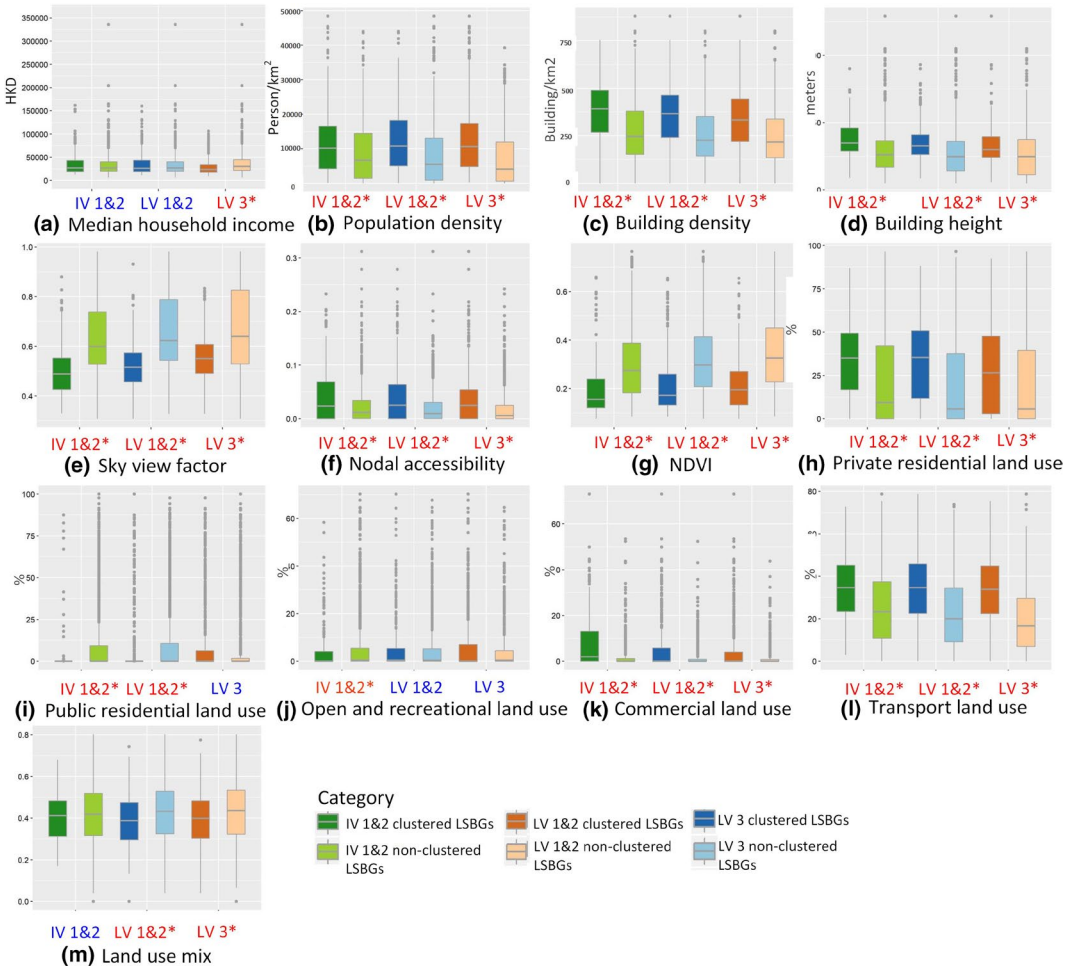 350000
300000
250000
200000
150000
100000
50000
0
HKD
IV 1&2 LV 1&2 LV 3*
(a) Median household income
50000
40000
30000
20000
10000
0
Person/km²
IV 1&2* LV 1&2* LV 3*
(b) Population density
750
500
250
0
Building/km2
IV 1&2* LV 1&2* LV 3*
(c) Building density
meters
IV 1&2* LV 1&2* LV 3*
(d) Building height
1.0
0.8
0.6
0.4
IV 1&2* LV 1&2* LV 3*
(e) Sky view factor
0.3
0.2
0.1
0.0
IV 1&2* LV 1&2* LV 3*
(f) Nodal accessibility
0.6
0.4
0.2
IV 1&2* LV 1&2* LV 3*
(g) NDVI
%
100
75
50
25
0
IV 1&2* LV 1&2* LV 3*
(h) Private residential land use
100
75
50
25
0
%
IV 1&2* LV 1&2* LV 3
(i) Public residential land use
60
40
20
0
%
IV 1&2* LV 1&2 LV 3
(j) Open and recreational land use
60
40
20
0
%
IV 1&2* LV 1&2* LV 3*
(k) Commercial land use
80
20
0
%
IV 1&2* LV 1&2* LV 3*
(l) Transport land use
0.8
0.6
0.4
0.2
0.0
IV 1&2 LV 1&2* LV 3*
(m) Land use mix
Category
IV 1&2 clustered LSBGs
IV 1&2 non-clustered
LSBGs
LV 1&2 clustered LSBGs
LV 1&2 non-clustered
LSBGs
LV 3 clustered LSBGs
LV 3 non-clustered
LSBGs